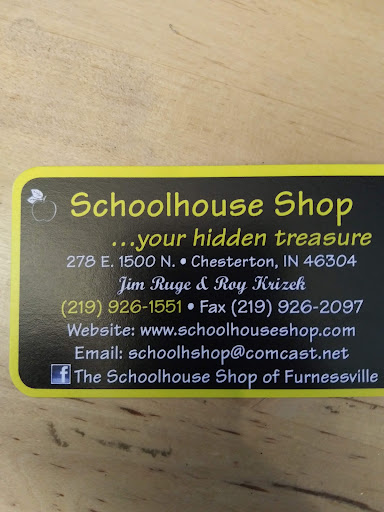 Schoolhouse Shop
...your hidden treasure
278 E. 1500 N. • Chesterton, IN 46304
Jim Ruge & Roy Krizek
(219) 926-1551 • Fax (219) 926-2097
Website: www.schoolhouseshop.com
Email: schoolhshop@comcast.net
f The Schoolhouse Shop of Furnessville